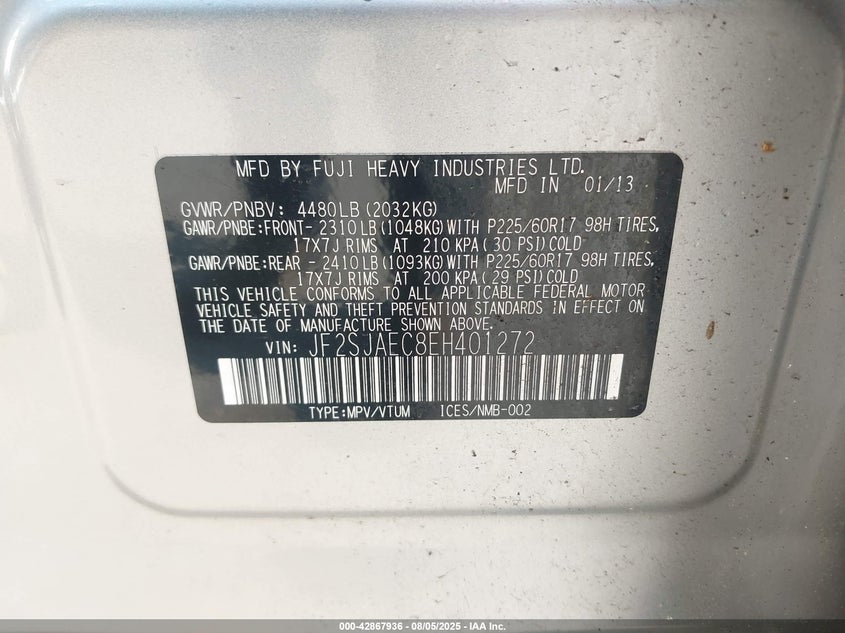 MFD BY FUJI HEAVY INDUSTRIES LTD.
MFD IN 01/13
GVWR/PNBV: 4480LB(2032KG)
GAWR/PNBE:FRONT- 2310LB(1048KG)WITH P225/60R17 98H TIRES,
17X7J RIMS AT 210 KPA( 30 PSI)COLD
GAWR/PNBE:REAR - 2410LB(1093KG)WITH P225/60R17 98H TIRES,
17X7J RIMS AT 200 KPA( 29 PSI)COLD
THIS VEHICLE CONFORMS TO ALL APPLICABLE FEDERAL MOTOR
VEHICLE SAFETY AND THEFT PREVENTION STANDARDS IN EFFECT ON
THE DATE OF MANUFACTURE SHOWN ABOVE.
VIN: JF2SJAEC8EH401272
TYPE:MPV/VTUM ICES/NMB-002
000-42867936 - 08/05/2025 - IAA Inc.